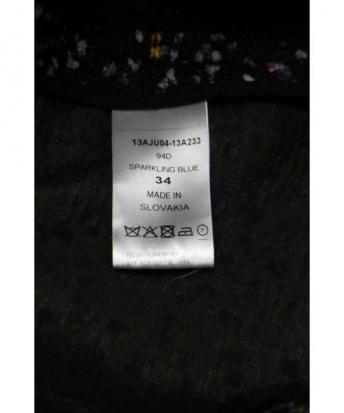 13AJU04-13A233
94D
SPARKLING BLUE
34
MADE IN
SLOVAKIA